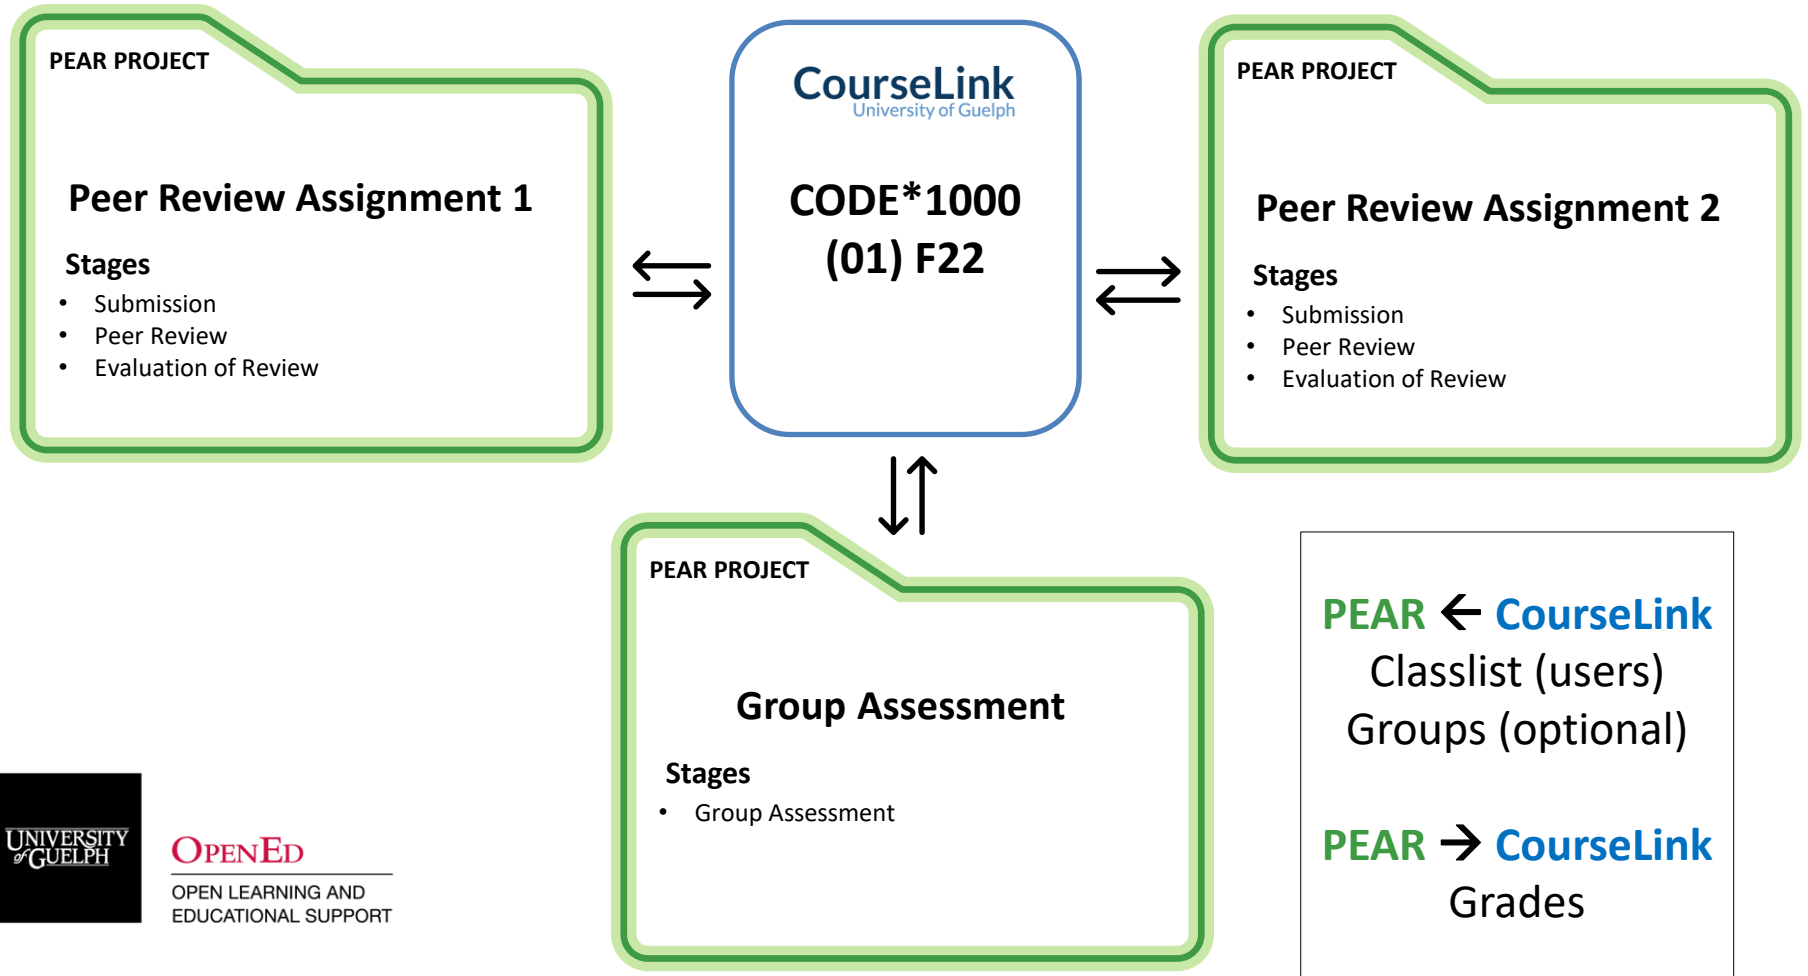 PEAR PROJECT
Peer Review Assignment 1
Stages
• Submission
• Peer Review
• Evaluation of Review
CourseLink
University of Guelph
CODE*1000
(01) F22
PEAR PROJECT
Peer Review Assignment 2
Stages
• Submission
• Peer Review
• Evaluation of Review
PEAR PROJECT
Group Assessment
Stages
• Group Assessment
PEAR ← CourseLink
Classlist (users)
Groups (optional)
PEAR → CourseLink
Grades
UNIVERSITY
of GUELPH
OPENED
OPEN LEARNING AND
EDUCATIONAL SUPPORT